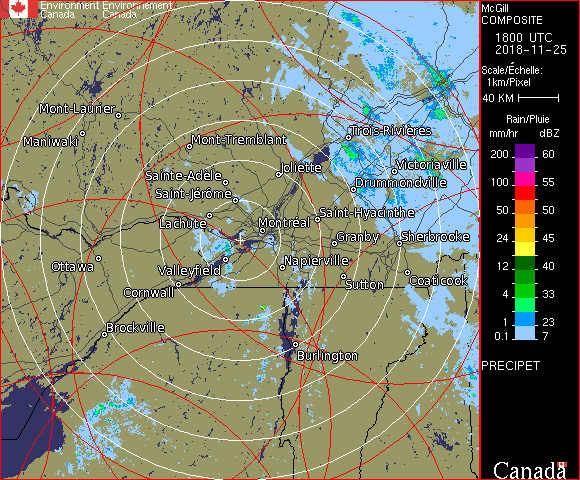 Environment Environnement
Canada Canada
McGill
COMPOSITE
1800 UTC
2018-11-25
Scale/Échelle:
1km/Pixel
40 KM
Rain/Pluie
mm/hr dBZ
200 60
100 55
50 50
24 45
12 40
4 33
1 23
0.1 7
PRECIPET
Canada
Mont-Laurier
Maniwaki
Mont-Tremblant
Trois-Rivières
Joliette
Victoriaville
Sainte-Adèle
Drummondville
Saint-Jérôme
Saint-Hyacinthe
Lachute
Montréal
Granby
Sherbrooke
Ottawa
Valleyfield
Napierville
Sutton
Coaticook
Cornwall
Brockville
Burlington